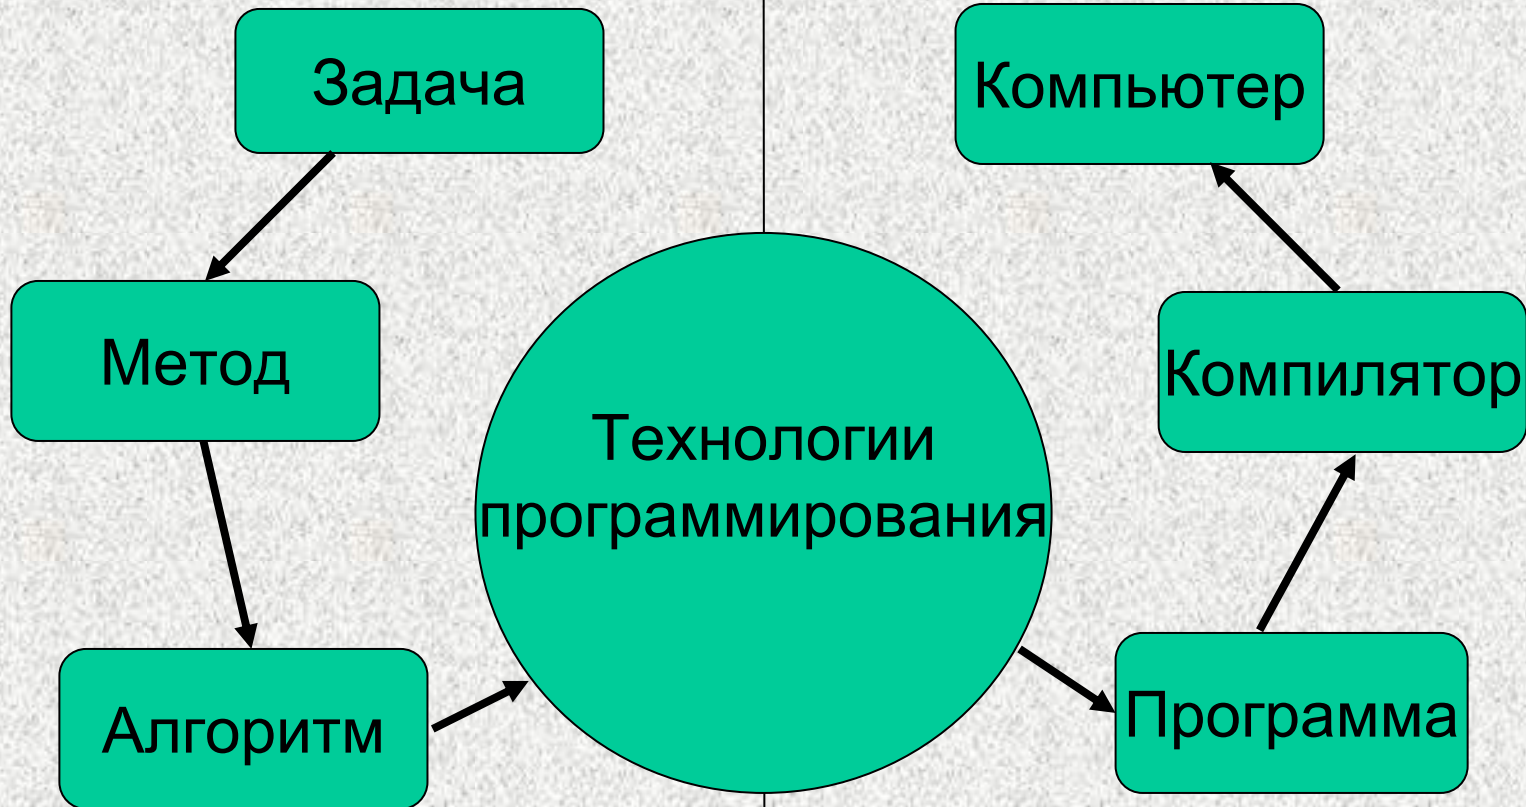 Задача
Компьютер
Метод
Компилятор
Технологии
программирования
Алгоритм
Программа